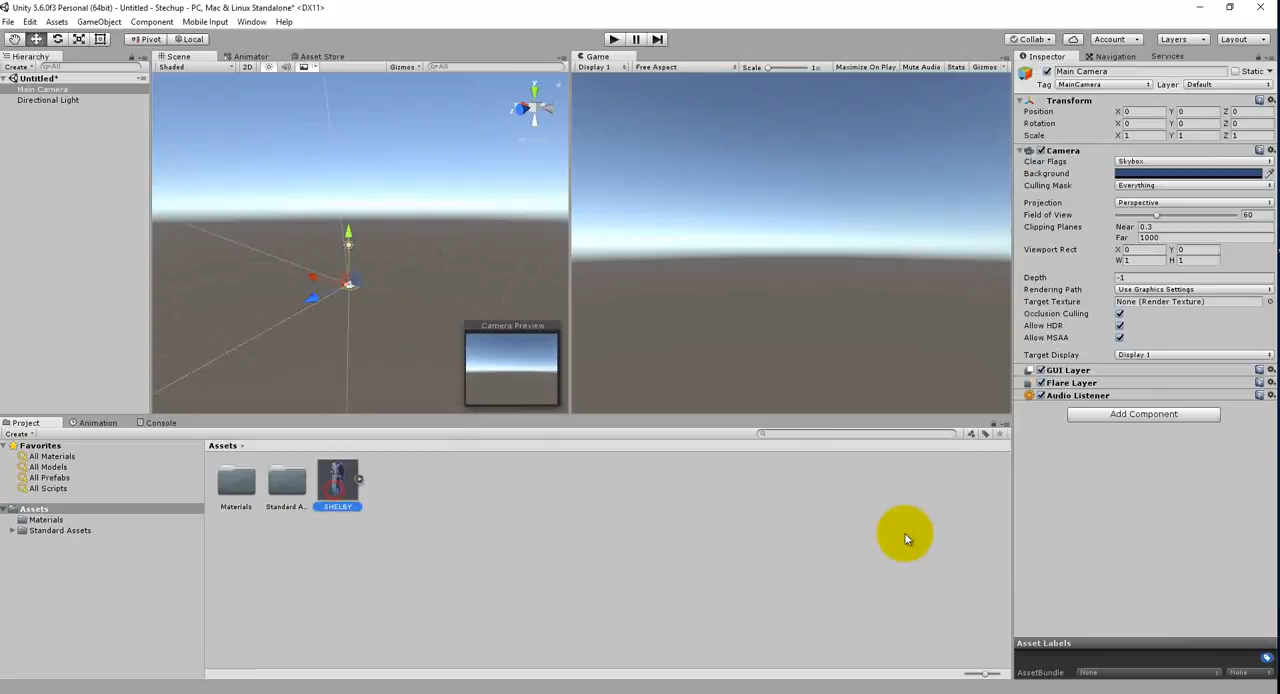 Unity 5.6.0f3 Personal (64bit) - Untitled - Stechup - PC, Mac & Linux Standalone* <DX11>
File Edit Assets GameObject Component Mobile Input Window Help
Pivot Local Collab Account Layers Layout
Hierarchy
Create All
Untitled*
Main Camera
Directional Light
Scene Animator Asset Store
Shaded 2D Gizmos All
y
z
Camera Preview
Game
Display 1 Free Aspect Scale 1x Maximize On Play Mute Audio Stats Gizmos
Inspector Navigation Services
Main Camera Static
Tag MainCamera Layer Default
Transform
Position X 0 Y 0 Z 0
Rotation X 0 Y 0 Z 0
Scale X 1 Y 1 Z 1
Camera
Clear Flags Skybox
Background
Culling Mask Everything
Projection Perspective
Field of View 60
Clipping Planes Near 0.3
Far 1000
Viewport Rect X 0 Y 0
W 1 H 1
Depth -1
Rendering Path Use Graphics Settings
Target Texture None (Render Texture)
Occlusion Culling
Allow HDR
Allow MSAA
Target Display Display 1
GUI Layer
Flare Layer
Audio Listener
Add Component
Project Animation Console
Create
Favorites
All Materials
All Models
All Prefabs
All Scripts
Assets
Materials
Standard Assets
Assets
Materials Standard A... SHELBY
Asset Labels
AssetBundle None None